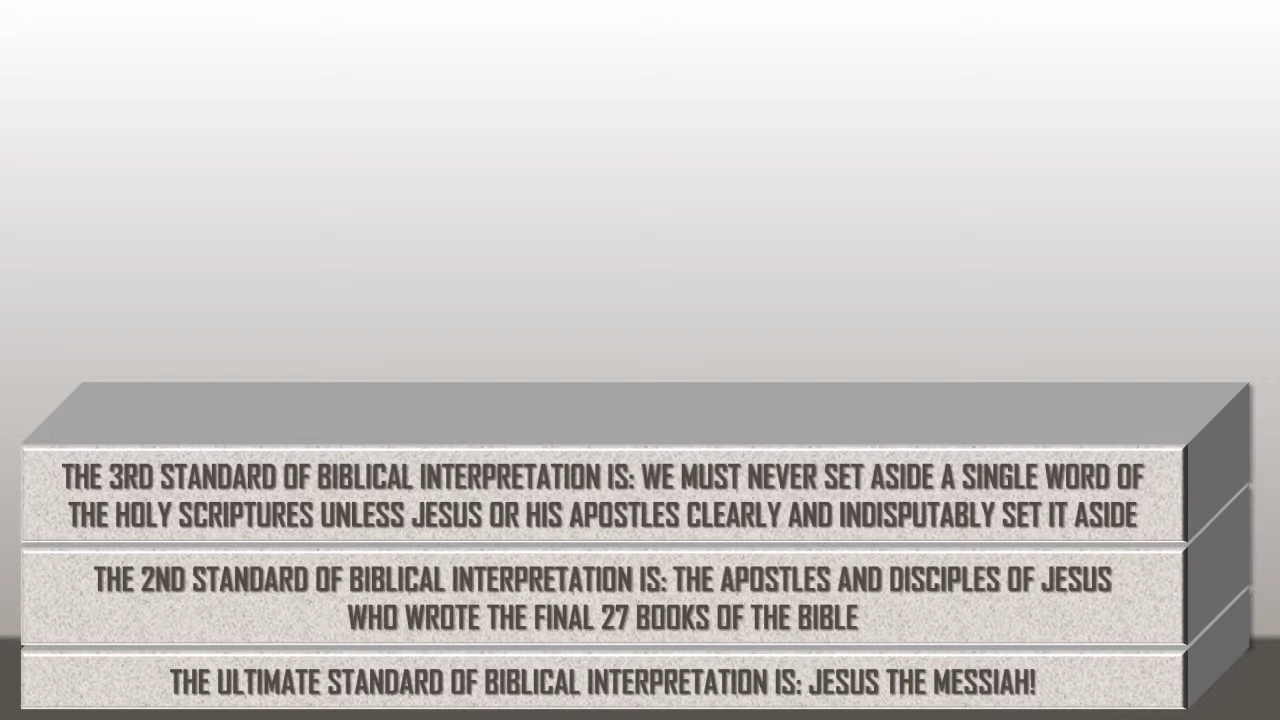 THE 3RD STANDARD OF BIBLICAL INTERPRETATION IS: WE MUST NEVER SET ASIDE A SINGLE WORD OF
THE HOLY SCRIPTURES UNLESS JESUS OR HIS APOSTLES CLEARLY AND INDISPUTABLY SET IT ASIDE
THE 2ND STANDARD OF BIBLICAL INTERPRETATION IS: THE APOSTLES AND DISCIPLES OF JESUS
WHO WROTE THE FINAL 27 BOOKS OF THE BIBLE
THE ULTIMATE STANDARD OF BIBLICAL INTERPRETATION IS: JESUS THE MESSIAH!